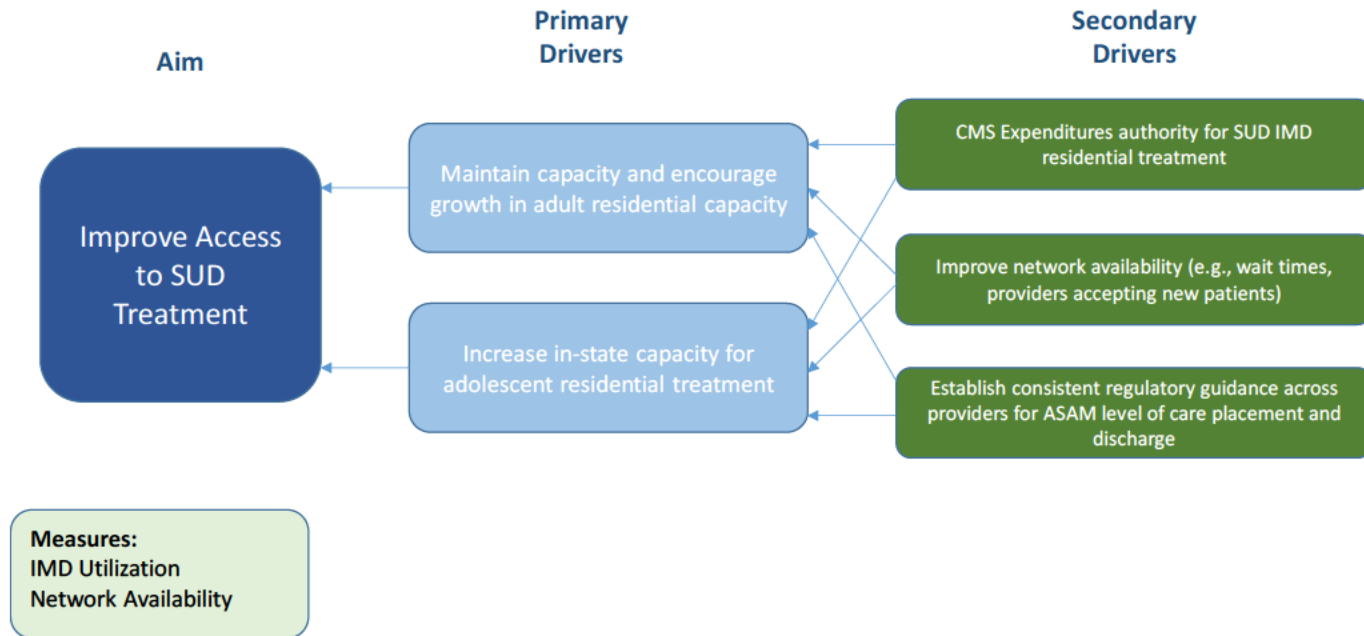 Aim
Primary
Drivers
Secondary
Drivers
Improve Access
to SUD
Treatment
Maintain capacity and encourage
growth in adult residential capacity
Increase in-state capacity for
adolescent residential treatment
CMS Expenditures authority for SUD IMD
residential treatment
Improve network availability (e.g., wait times,
providers accepting new patients)
Establish consistent regulatory guidance across
providers for ASAM level of care placement and
discharge
Measures:
IMD Utilization
Network Availability